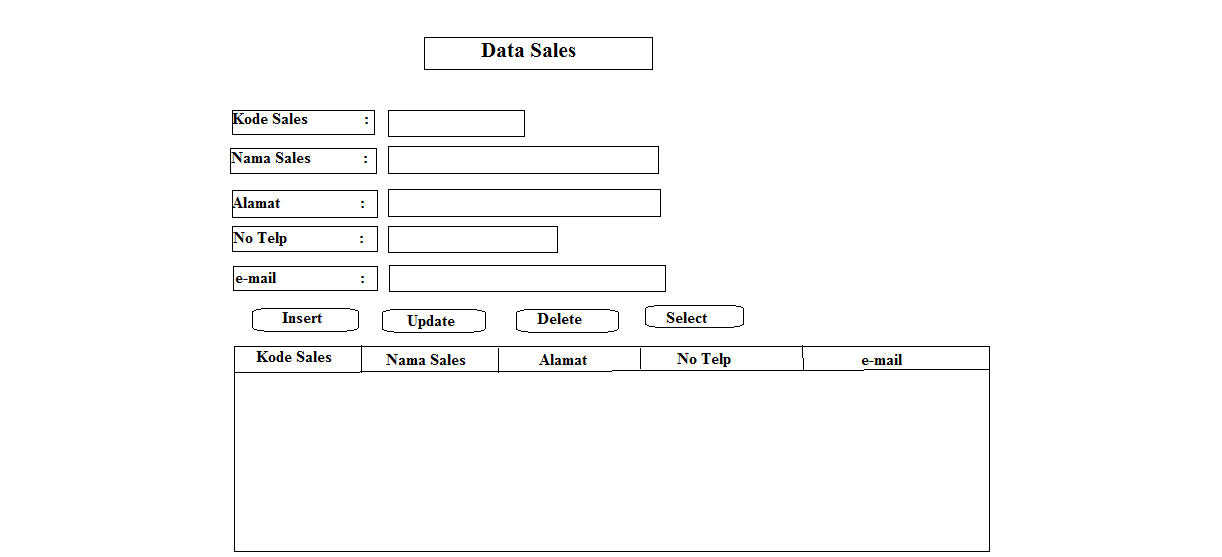 Data Sales
Kode Sales :
Nama Sales :
Alamat :
No Telp :
e-mail :
Insert Update Delete Select
Kode Sales Nama Sales Alamat No Telp e-mail